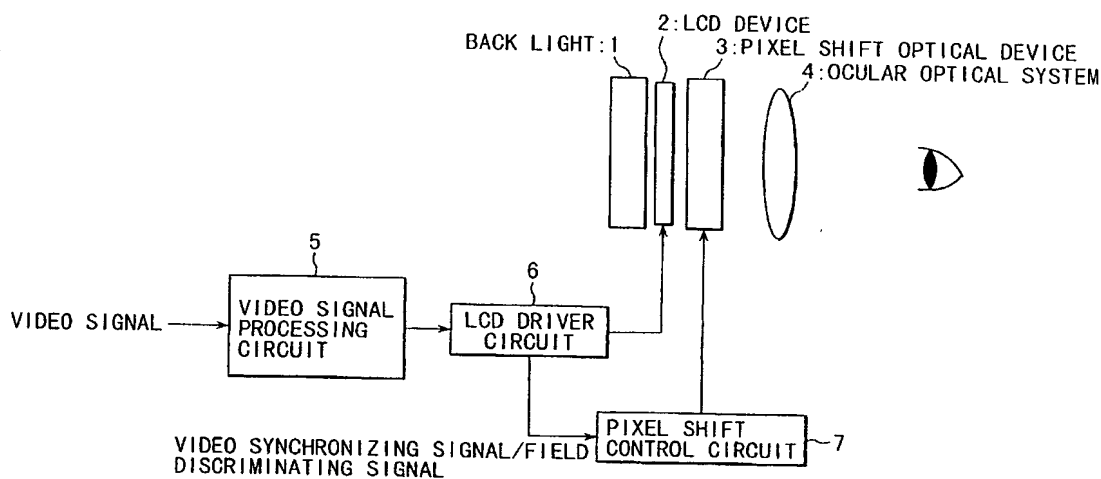 2:LCD DEVICE
BACK LIGHT:1
3:PIXEL SHIFT OPTICAL DEVICE
4:OCULAR OPTICAL SYSTEM
5
6
VIDEO SIGNAL
VIDEO SIGNAL
PROCESSING
CIRCUIT
LCD DRIVER
CIRCUIT
PIXEL SHIFT
CONTROL CIRCUIT
7
VIDEO SYNCHRONIZING SIGNAL/FIELD
DISCRIMINATING SIGNAL